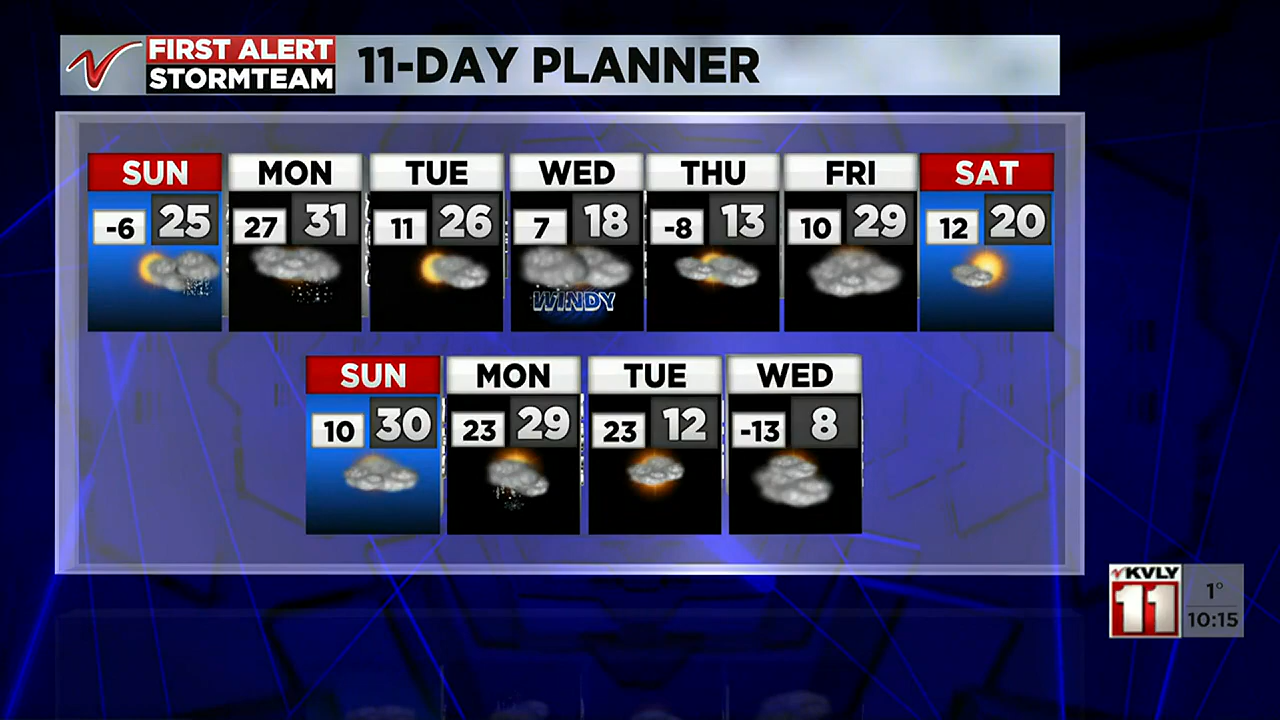 FIRST ALERT
STORMTEAM
11-DAY PLANNER
SUN MON TUE WED THU FRI SAT
-6 25 27 31 11 26 7 18 -8 13 10 29 12 20
WINDY
SUN MON TUE WED
10 30 23 29 23 12 -13 8
KVLY
11
1°
10:15